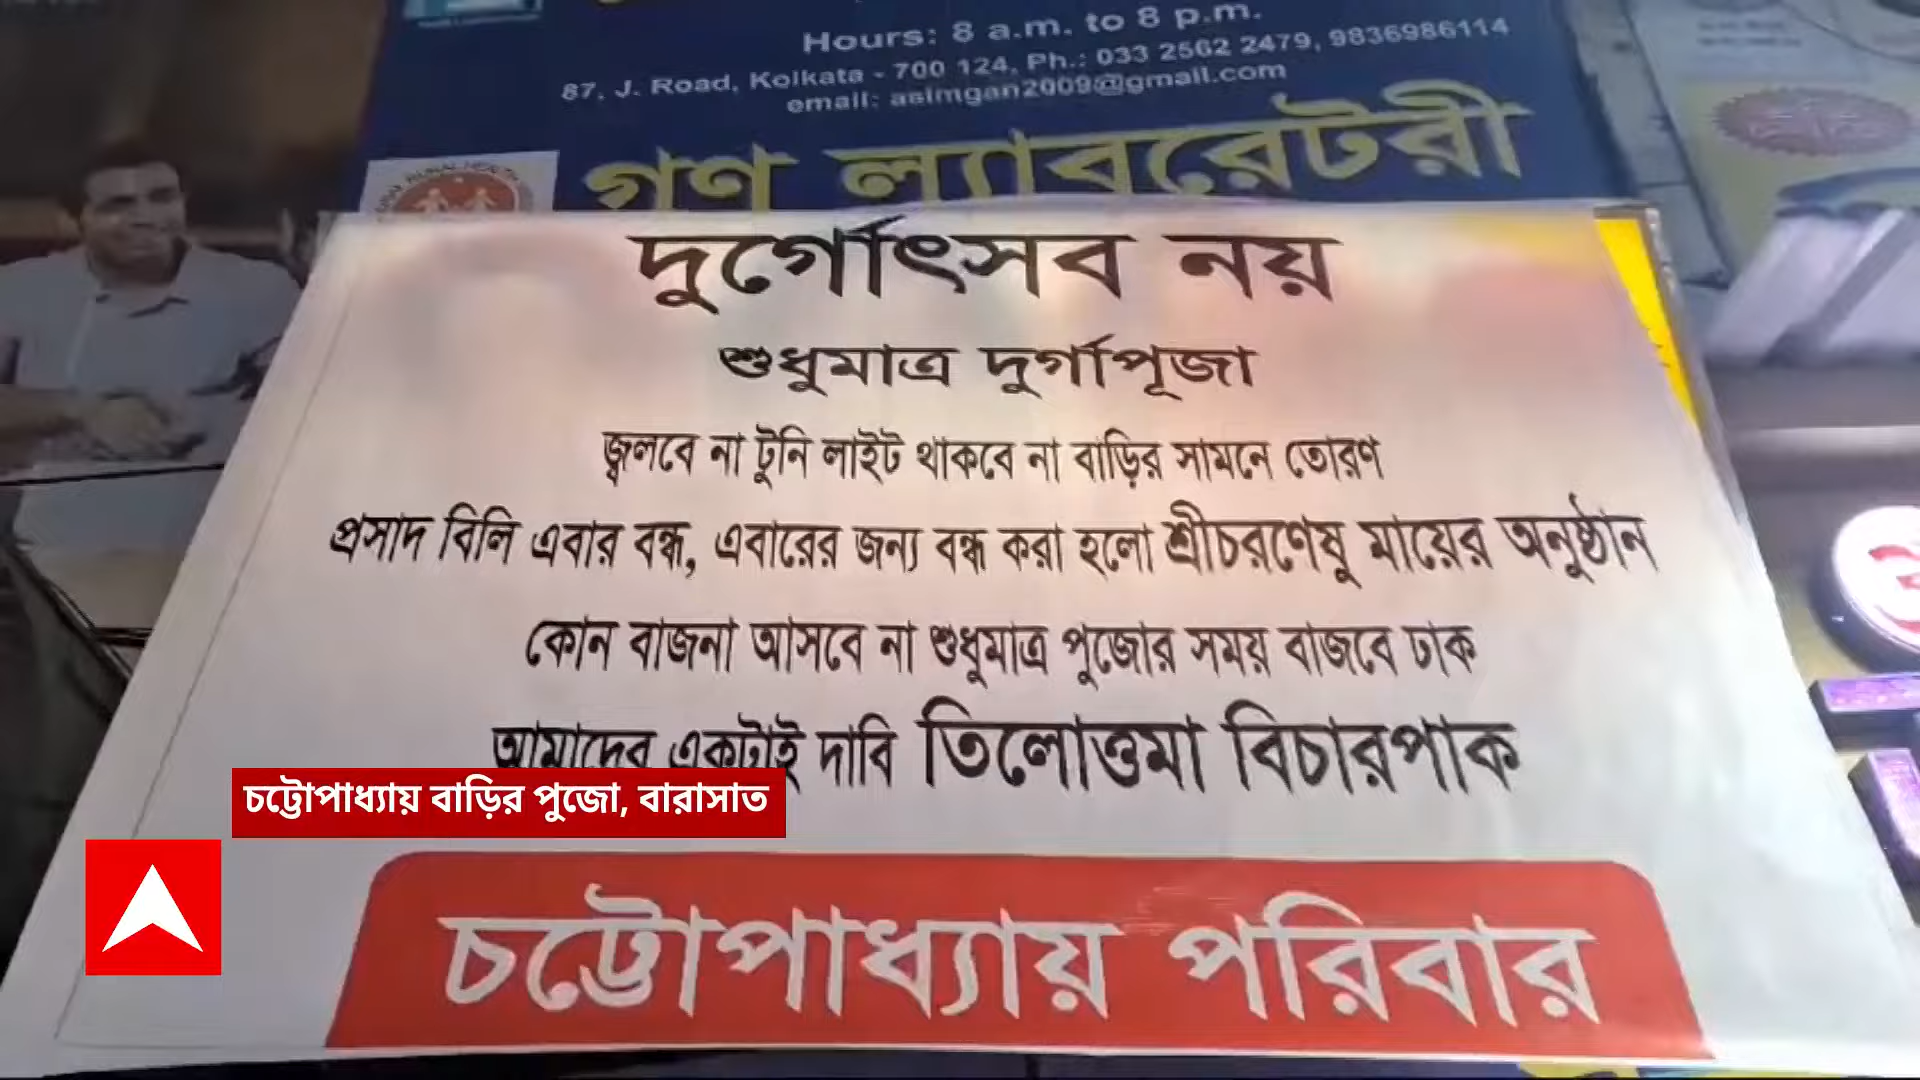 Hours: 8 a.m. to 8 p.m.
87, J. Road, Kolkata - 700 124, Ph.: 033 2562 2479, 9836986114
email: asimgan2009@gmail.com
গণ ল্যাবরেটরী
দুর্গোৎসব নয়
শুধুমাত্র দুর্গাপূজা
জ্বলবে না টুনি লাইট থাকবে না বাড়ির সামনে তোরণ
প্রসাদ বিলি এবার বন্ধ, এবারের জন্য বন্ধ করা হলো শ্রীচরণেষু মায়ের অনুষ্ঠান
কোন বাজনা আসবে না শুধুমাত্র পুজোর সময় বাজবে ঢাক
আমাদের একটাই দাবি তিলোত্তমা বিচারপাক
চট্টোপাধ্যায় বাড়ির পুজো, বারাসাত
চট্টোপাধ্যায় পরিবার